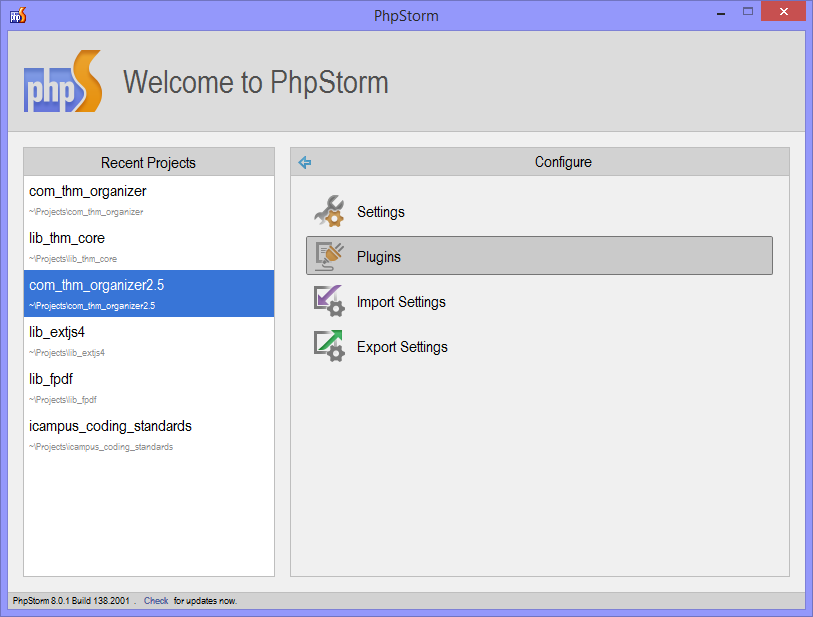 php
PhpStorm
phpS
Welcome to PhpStorm
Recent Projects
com_thm_organizer
~\Projects\com_thm_organizer
lib_thm_core
~\Projects\lib_thm_core
com_thm_organizer2.5
~\Projects\com_thm_organizer2.5
lib_extjs4
~\Projects\lib_extjs4
lib_fpdf
~\Projects\lib_fpdf
icampus_coding_standards
~\Projects\icampus_coding_standards
Configure
Settings
Plugins
Import Settings
Export Settings
PhpStorm 8.0.1 Build 138.2001 . Check for updates now.